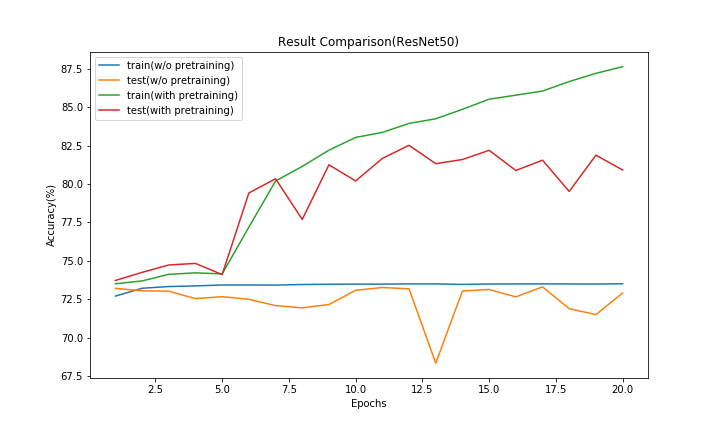 Result Comparison(ResNet50)
train(w/o pretraining)
test(w/o pretraining)
train(with pretraining)
test(with pretraining)
87.5
85.0
82.5
80.0
77.5
75.0
72.5
70.0
67.5
Accuracy(%)
2.5 5.0 7.5 10.0 12.5 15.0 17.5 20.0
Epochs